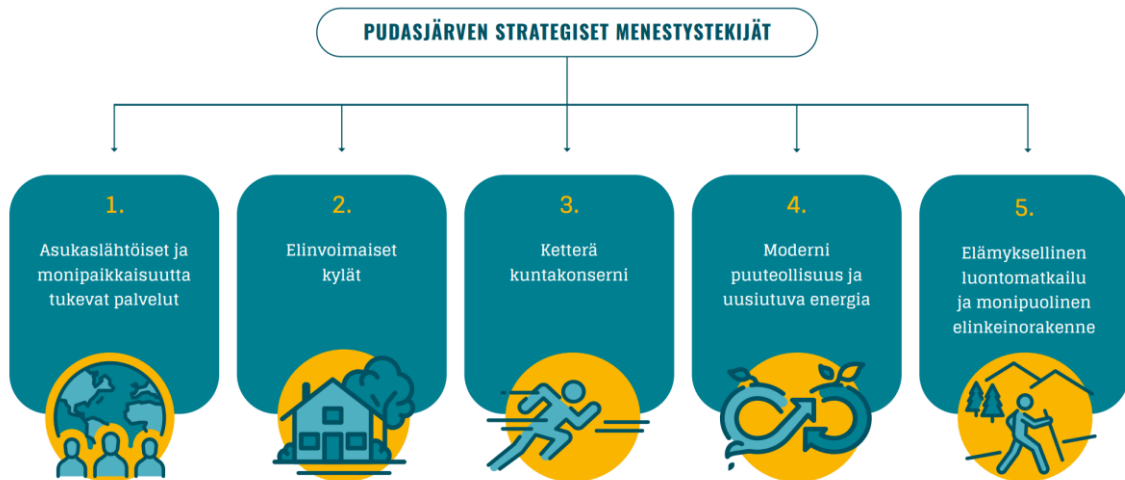 PUDASJÄRVEN STRATEGISET MENESTYSTEKIJÄT
1.
Asukaslähtöiset ja
monipaikkaisuutta
tukevat palvelut
2.
Elinvoimaiset
kylät
3.
Ketterä
kuntakonserni
4.
Moderni
puuteollisuus ja
uusiutuva energia
5.
Elämyksellinen
luontomatkailu
ja monipuolinen
elinkeinorakenne